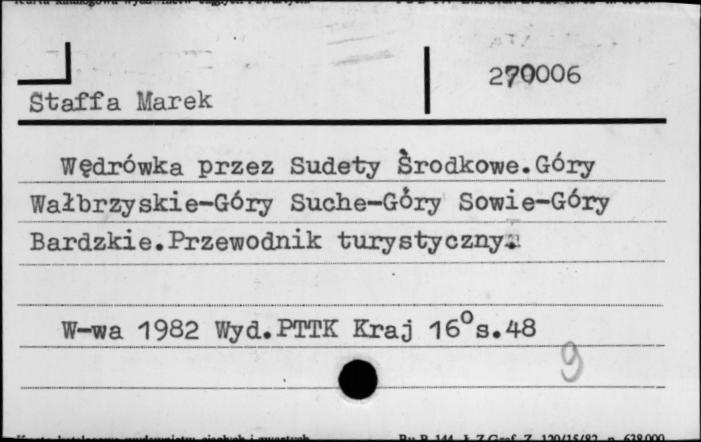 270006
Staffa Marek
Wędrówka przez Sudety Środkowe.Góry
Wałbrzyskie-Góry Suche-Góry Sowie-Góry
Bardzkie.Przewodnik turystyczny.
W-wa 1982 Wyd.PTTK Kraj 16° s.48
9